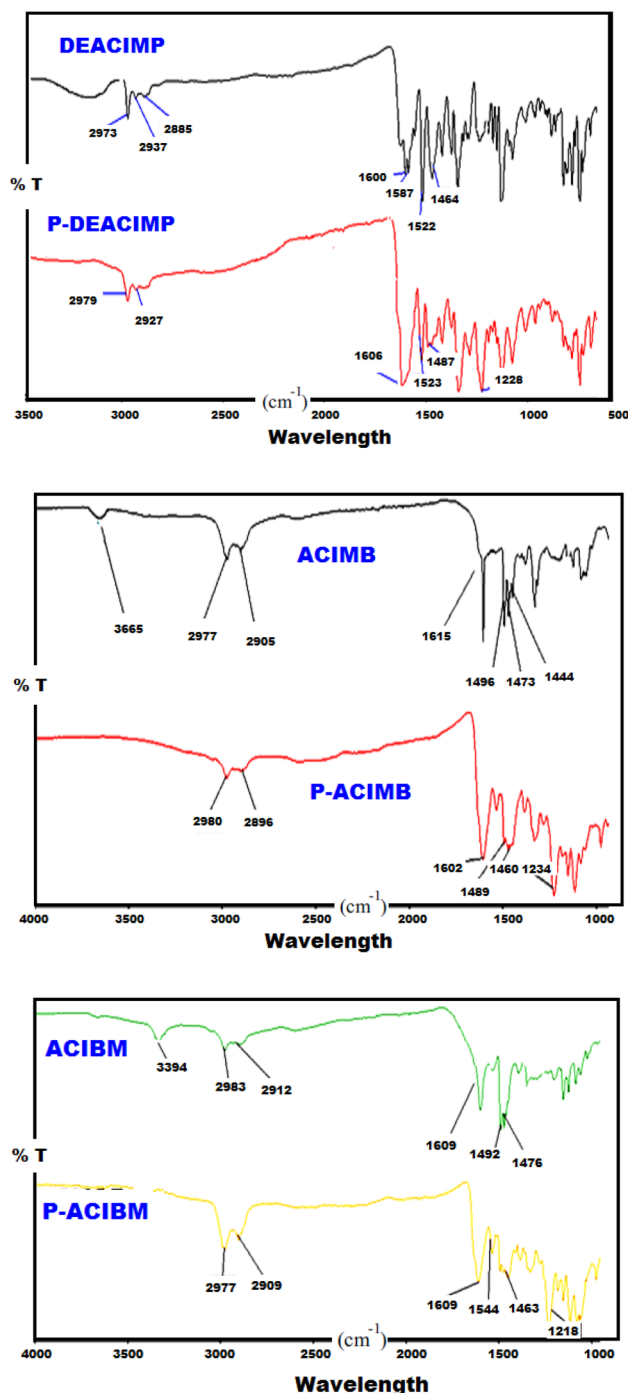 DEACIMP
2973
2937
2885
1600
1587
1464
1522
% T
P-DEACIMP
2979
2927
1606
1487
1523
1228
3500 3000 2000 1500 1000 500
(cm⁻¹)
Wavelength
ACIMB
3665
2977
2905
1615
1496
1473
1444
% T
P-ACIMB
2980
2896
1602
1489
1460
1234
4000 3500 3000 2500 2000 1500 1000
(cm⁻¹)
Wavelength
ACIBM
3394
2983
2912
1609
1492
1476
% T
P-ACIBM
2977
2909
1609
1544
1463
1218
4000 3500 3000 2500 2000 1500 1000
(cm⁻¹)
Wavelength